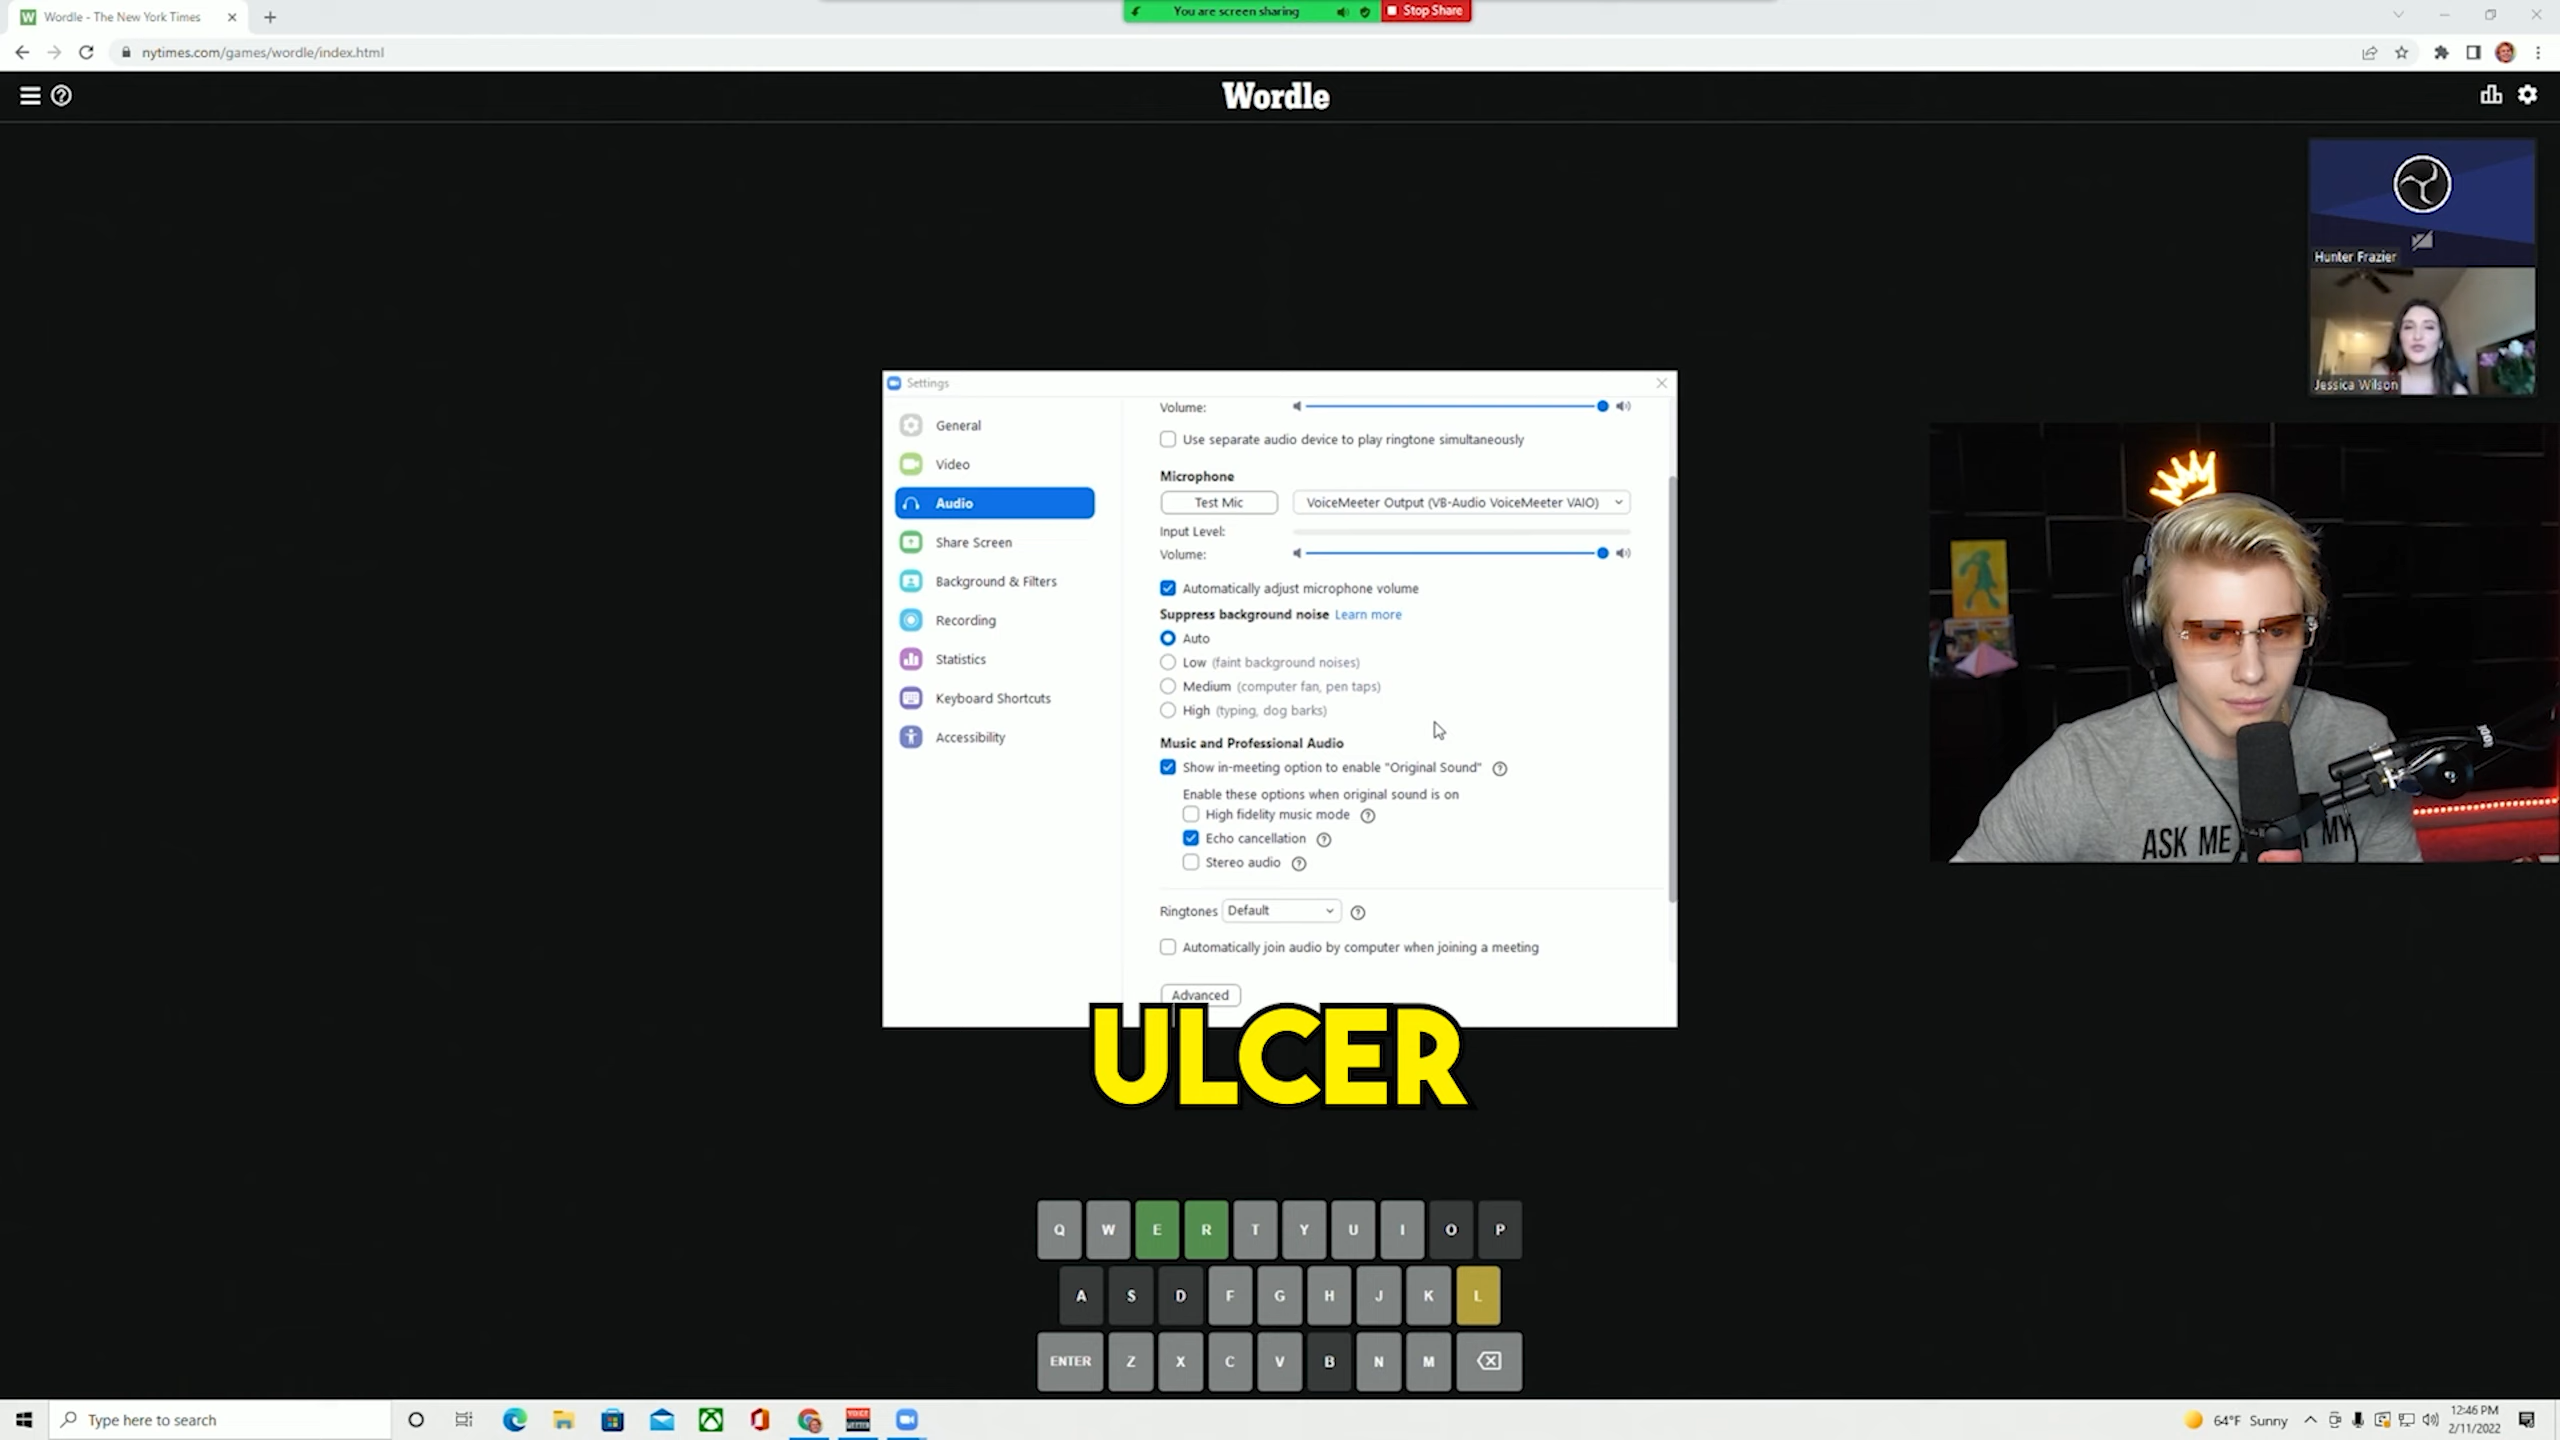 Wordle - The New York Times
You are screen sharing
Stop Share
nytimes.com/games/wordle/index.html
Wordle
Hunter Frazier
Jessica Wilson
Settings
General
Video
Audio
Share Screen
Background & Filters
Recording
Statistics
Keyboard Shortcuts
Accessibility
Volume:
Use separate audio device to play ringtone simultaneously
Microphone
Test Mic
VoiceMeeter Output (VB-Audio VoiceMeeter VAIO)
Input Level:
Volume:
Automatically adjust microphone volume
Suppress background noise Learn more
Auto
Low (faint background noises)
Medium (computer fan, pen taps)
High (typing, dog barks)
Music and Professional Audio
Show in-meeting option to enable "Original Sound"
Enable these options when original sound is on
High fidelity music mode
Echo cancellation
Stereo audio
Ringtones Default
Automatically join audio by computer when joining a meeting
Advanced
ULCER
ASK ME MY
Q W E R T Y U I O P
A S D F G H J K L
ENTER Z X C V B N M
Type here to search
64°F Sunny
12:46 PM
2/11/2022